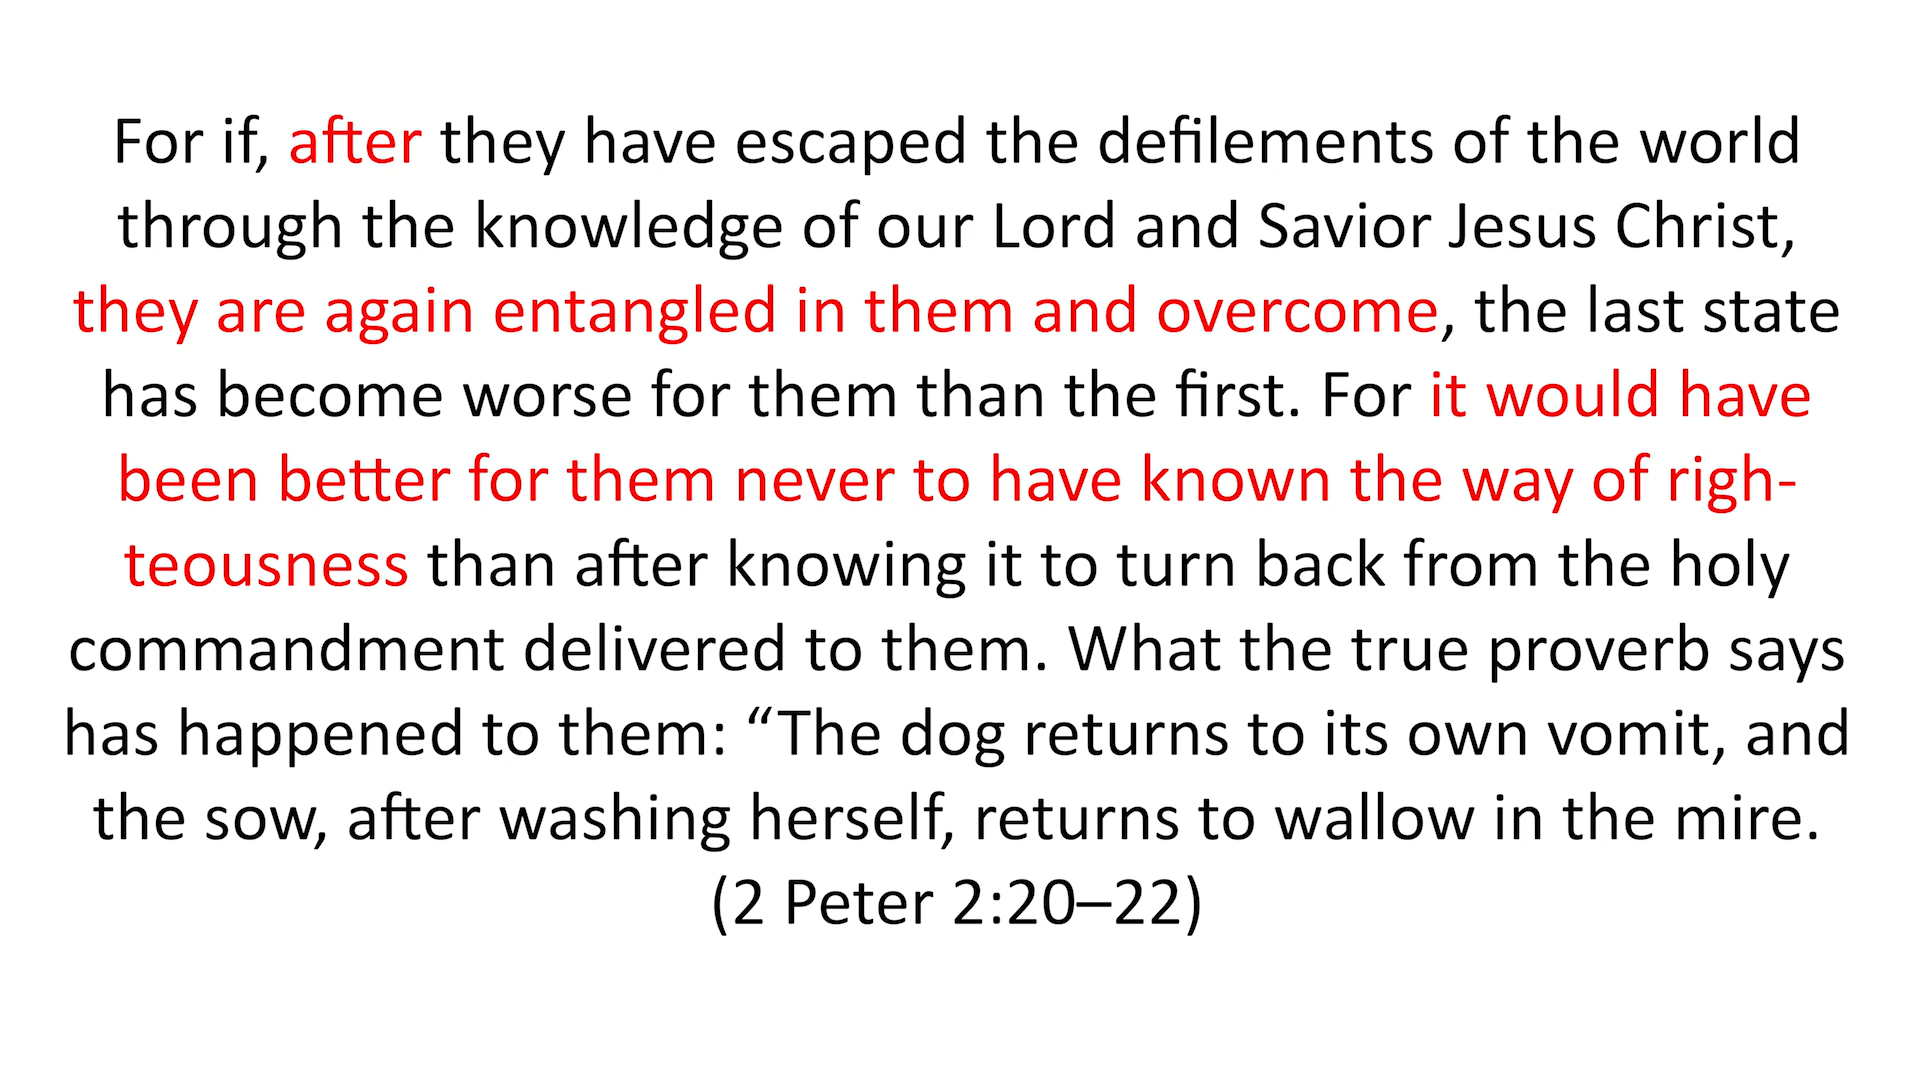 For if, after they have escaped the defilements of the world
through the knowledge of our Lord and Savior Jesus Christ,
they are again entangled in them and overcome, the last state
has become worse for them than the first. For it would have
been better for them never to have known the way of righ-
teousness than after knowing it to turn back from the holy
commandment delivered to them. What the true proverb says
has happened to them: “The dog returns to its own vomit, and
the sow, after washing herself, returns to wallow in the mire.
(2 Peter 2:20–22)